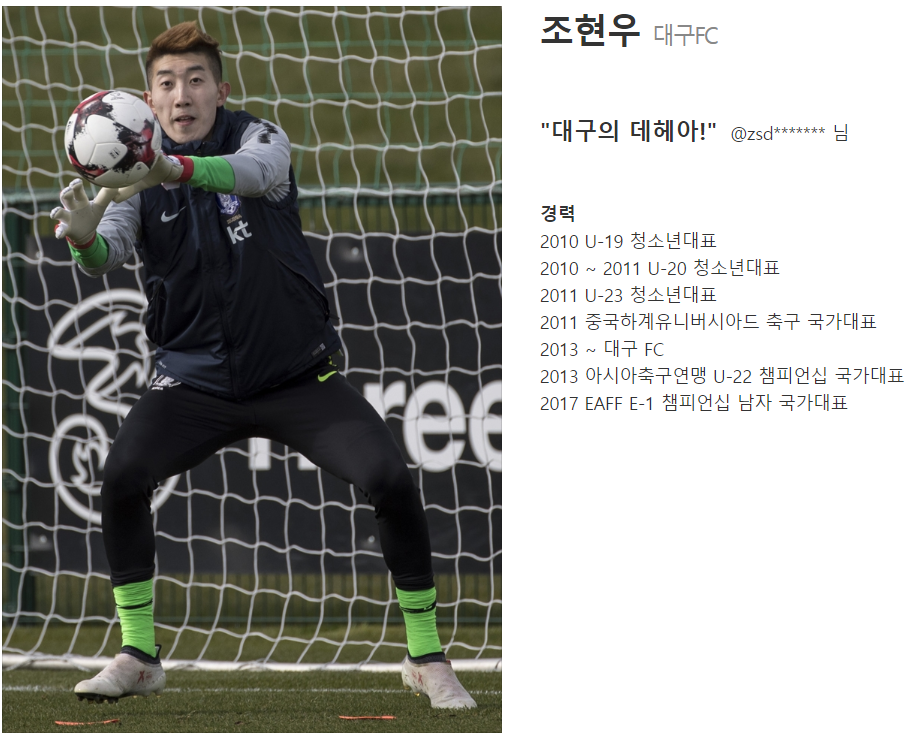 조현우 대구FC
"대구의 데헤아!" @zsd******* 님
경력
2010 U-19 청소년대표
2010 ~ 2011 U-20 청소년대표
2011 U-23 청소년대표
2011 중국하계유니버시아드 축구 국가대표
2013 ~ 대구 FC
2013 아시아축구연맹 U-22 챔피언십 국가대표
2017 EAFF E-1 챔피언십 남자 국가대표
kt